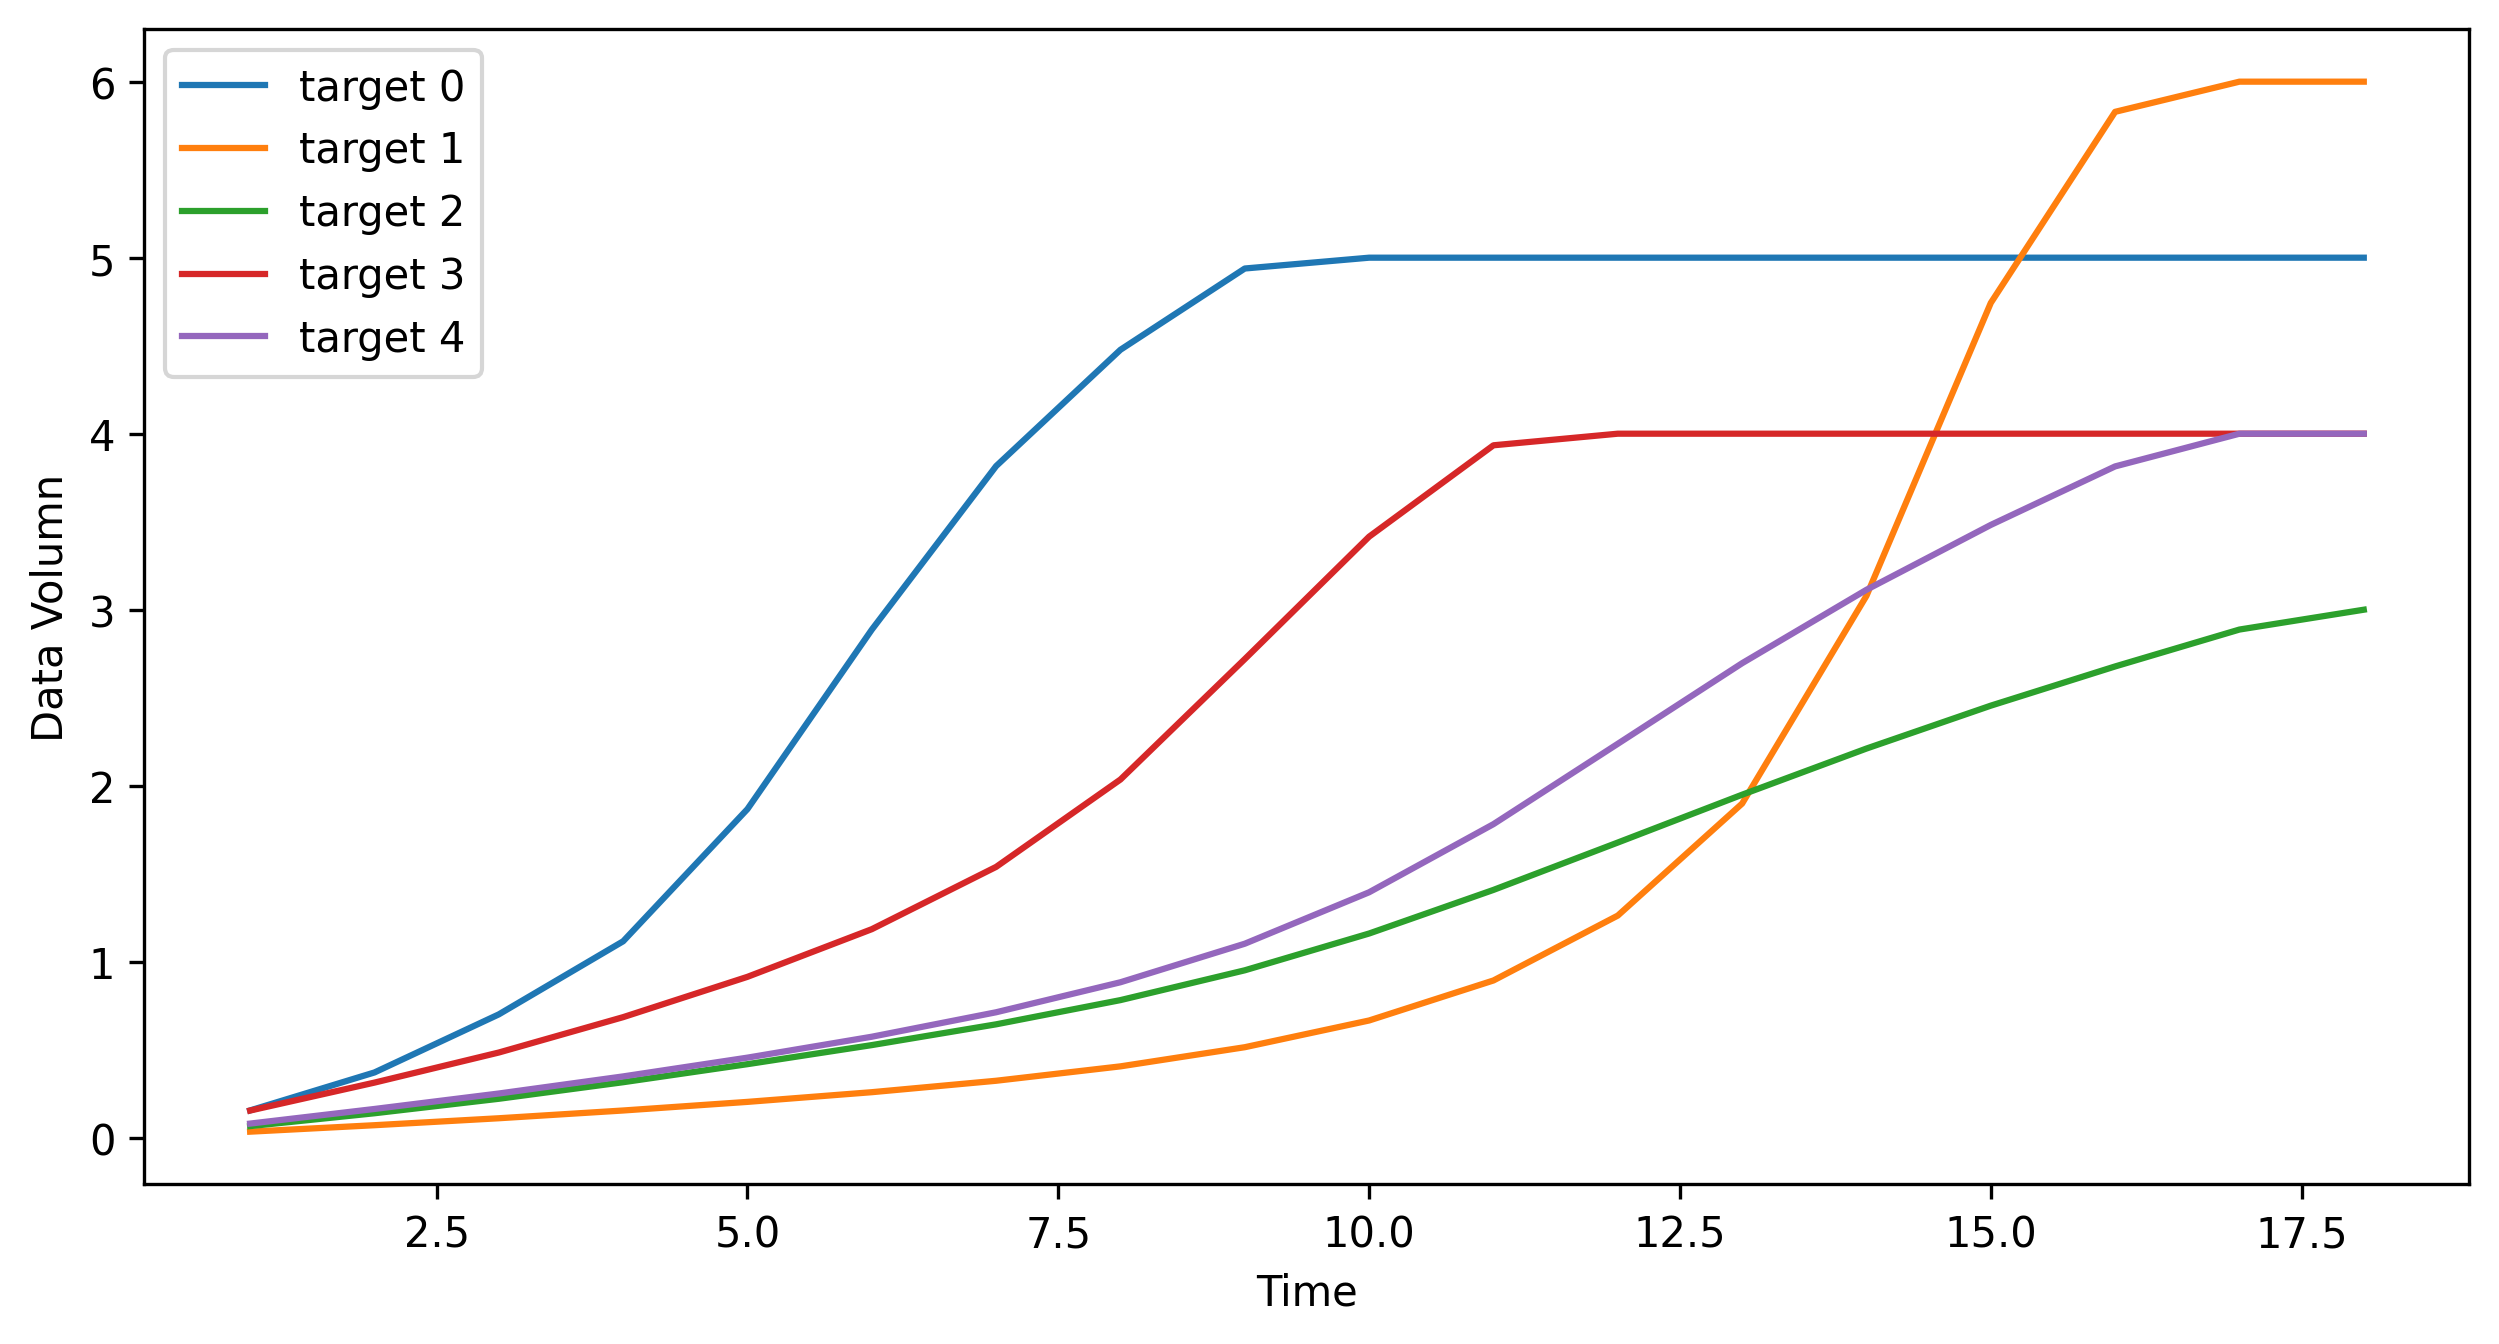 target 0
target 1
target 2
target 3
target 4
6
5
4
3
2
1
0
Data Volumn
2.5 5.0 7.5 10.0 12.5 15.0 17.5
Time